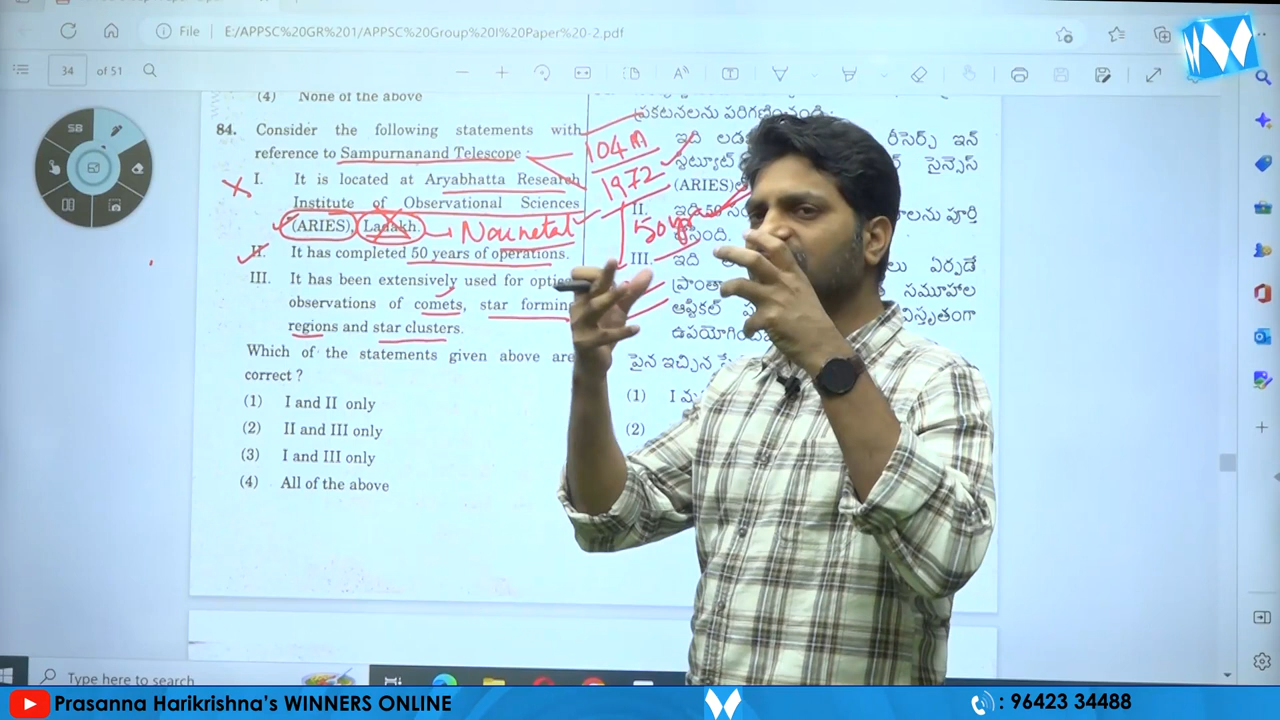 File
E:/APPSC%20GR%201/APPSC%20Group%20I%20Paper%20-2.pdf
34 of 51
(4) None of the above
84. Consider the following statements with
reference to Sampurnanand Telescope :
I. It is located at Aryabhatta Research
Institute of Observational Sciences
(ARIES), Ladakh.
II. It has completed 50 years of operations.
III. It has been extensively used for optical
observations of comets, star forming
regions and star clusters.
Which of the statements given above are
correct ?
(1) I and II only
(2) II and III only
(3) I and III only
(4) All of the above
104
1972
50
Nainetal
ప్రకటనలను పరిగణించండి :
రీసెర్చ్ ఇన్
సైన్సెస్
(ARIES)
II.
III. ఇది
ఏర్పడే
సమూహాల
ఆప్టికల్
విస్తృతంగా
పైన ఇచ్చిన
(1)
(2)
SB
Type here to search
Prasanna Harikrishna's WINNERS ONLINE
: 96423 34488